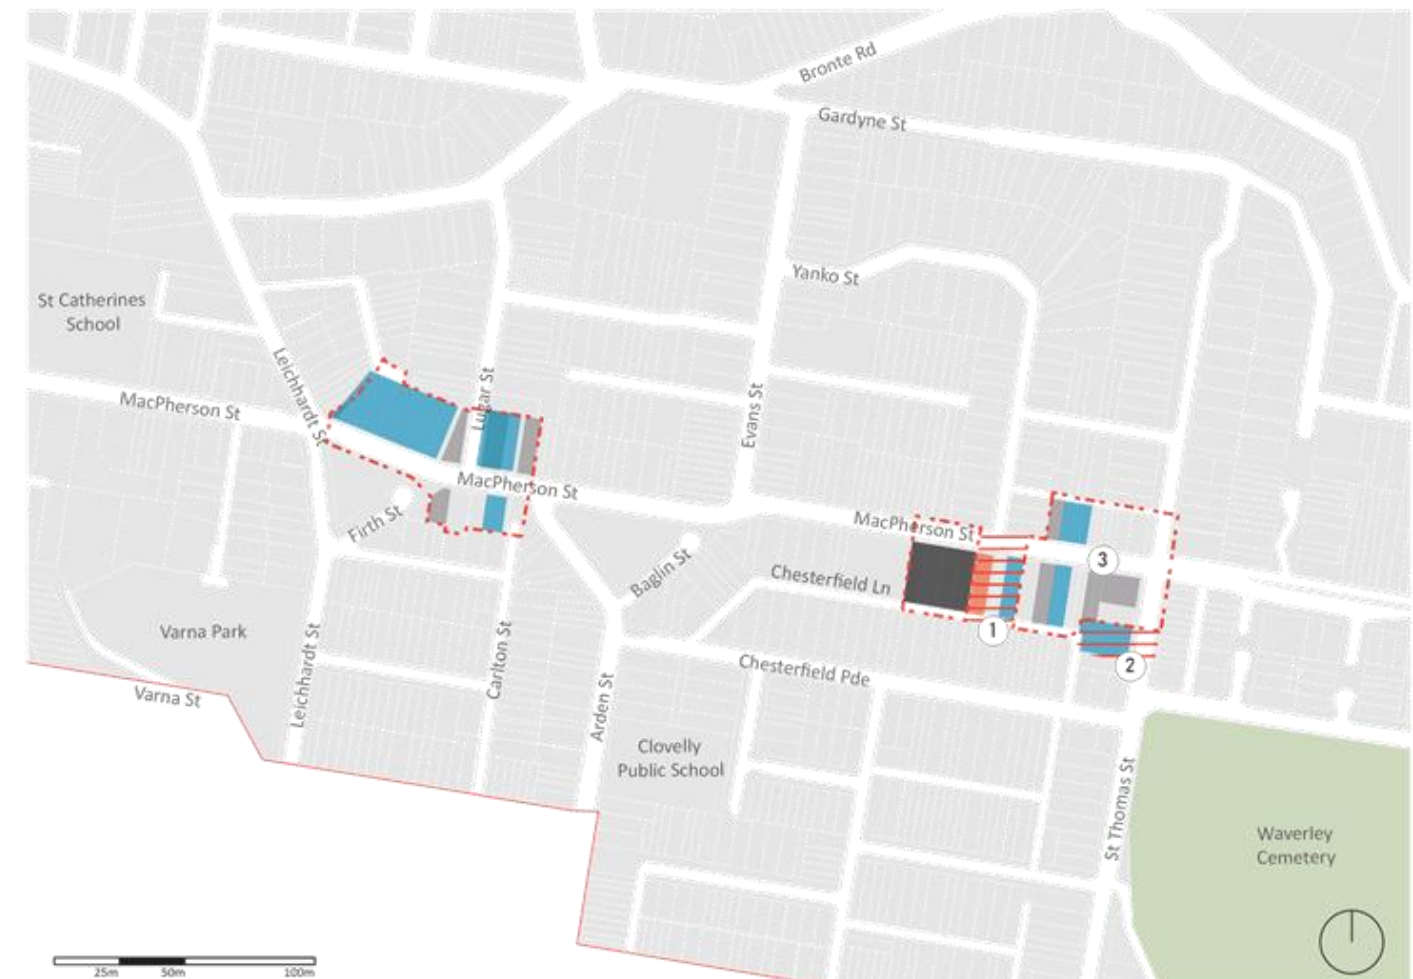 Bronte Rd
Gardyne St
Yanko St
St Catherines
School
Leichhardt St
MacPherson St
Lugar St
Evans St
MacPherson St
MacPherson St
Firth St
Baglin St
Chesterfield Ln
3
1
2
Varna Park
Varna St
Leichhardt St
Carlton St
Arden St
Chesterfield Pde
Clovelly
Public School
St Thomas St
Waverley
Cemetery
25m 50m 100m